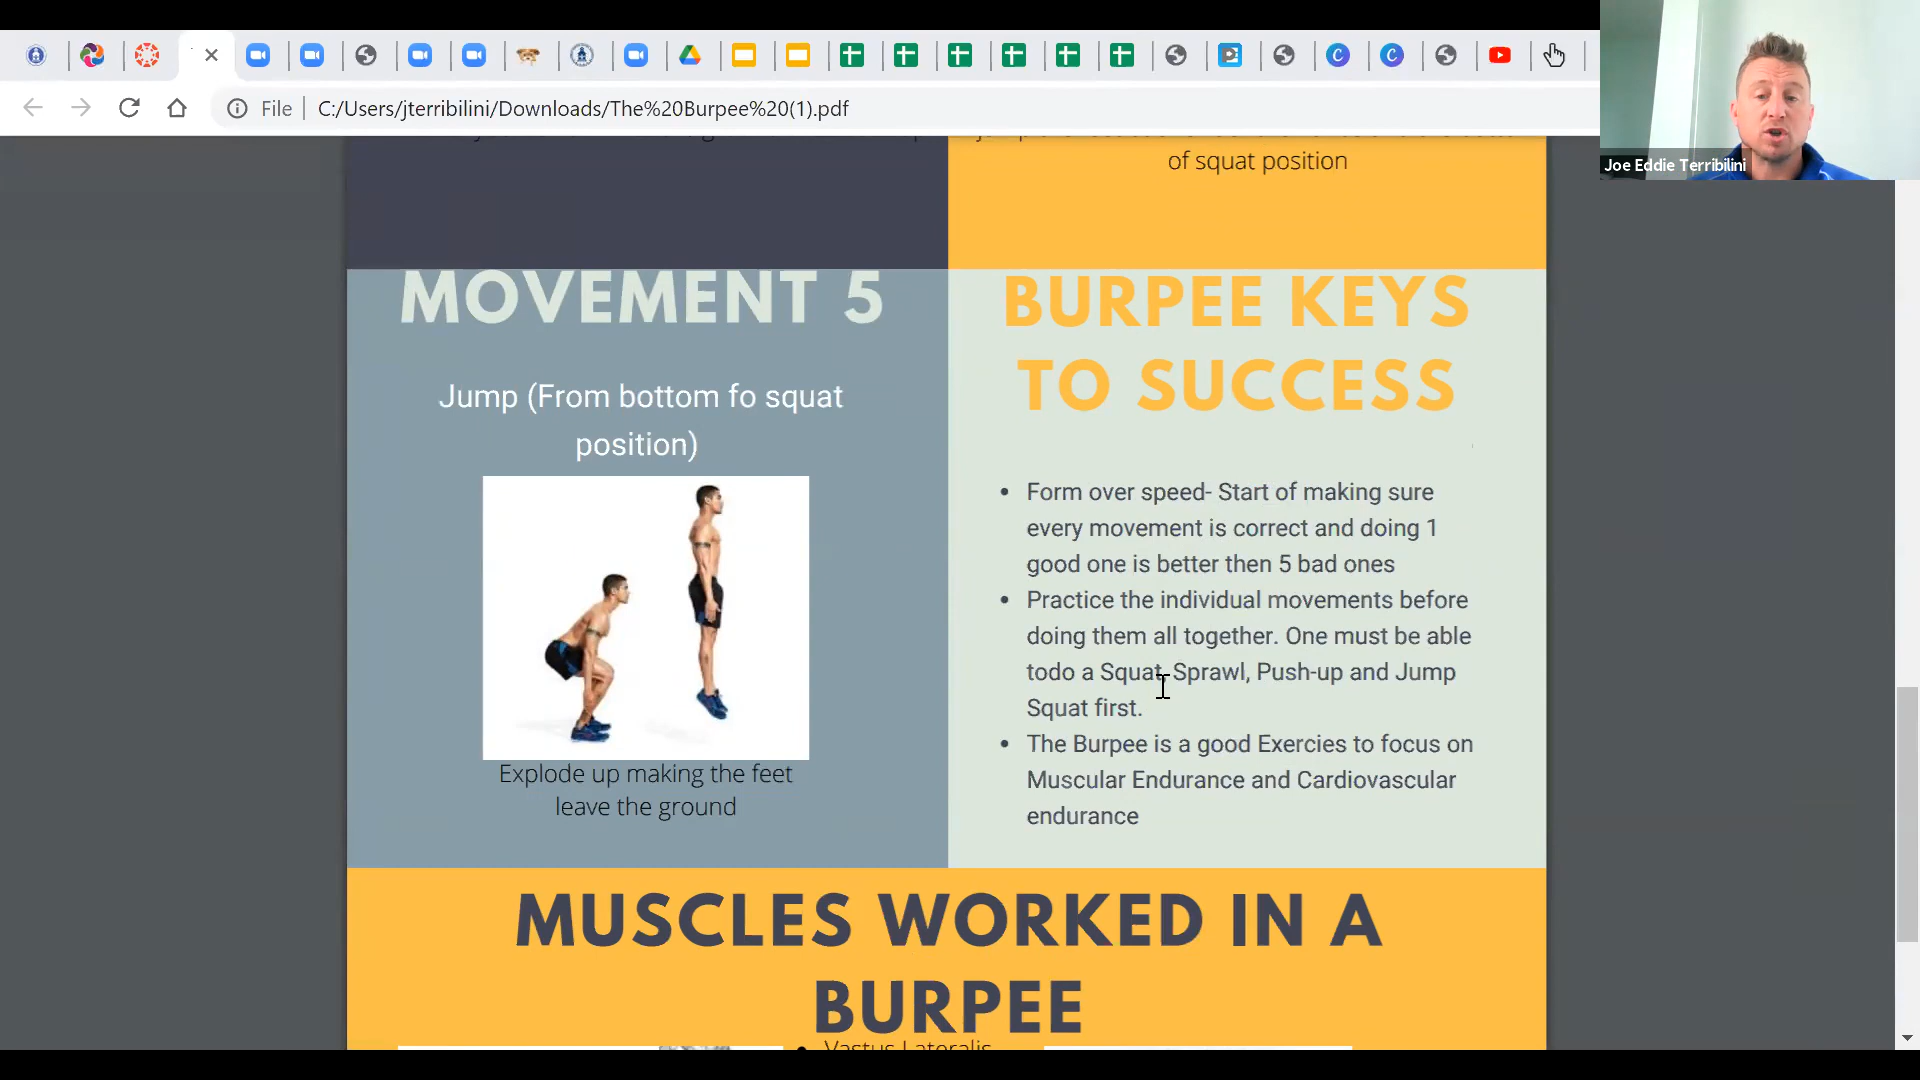 File
C:/Users/jterribilini/Downloads/The%20Burpee%20(1).pdf
Joe Eddie Terribilini
of squat position
MOVEMENT 5
Jump (From bottom fo squat
position)
Explode up making the feet
leave the ground
BURPEE KEYS
TO SUCCESS
• Form over speed- Start of making sure
every movement is correct and doing 1
good one is better then 5 bad ones
• Practice the individual movements before
doing them all together. One must be able
todo a Squat, Sprawl, Push-up and Jump
Squat first.
• The Burpee is a good Exercies to focus on
Muscular Endurance and Cardiovascular
endurance
MUSCLES WORKED IN A
BURPEE
• Vastus Lateralis